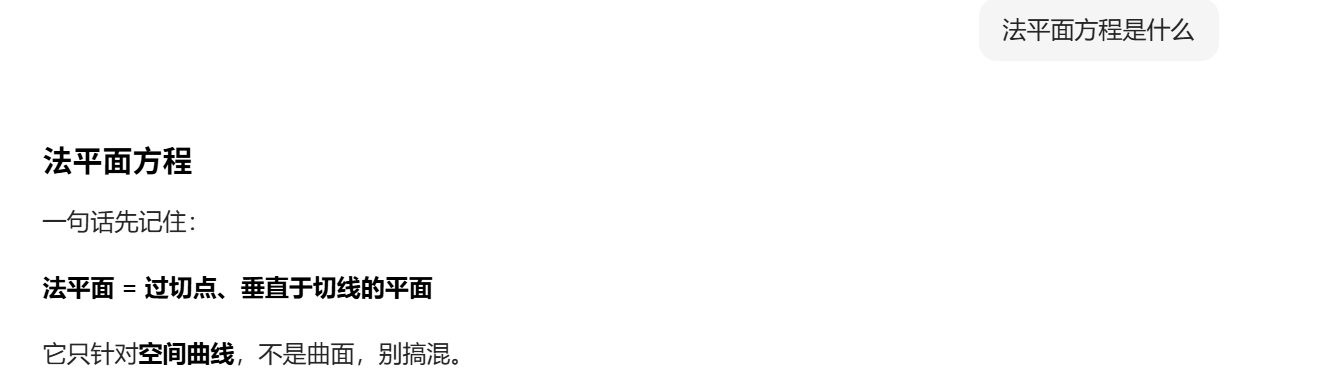 法平面方程是什么
法平面方程
一句话先记住：
法平面 = 过切点、垂直于切线的平面
它只针对空间曲线，不是曲面，别搞混。